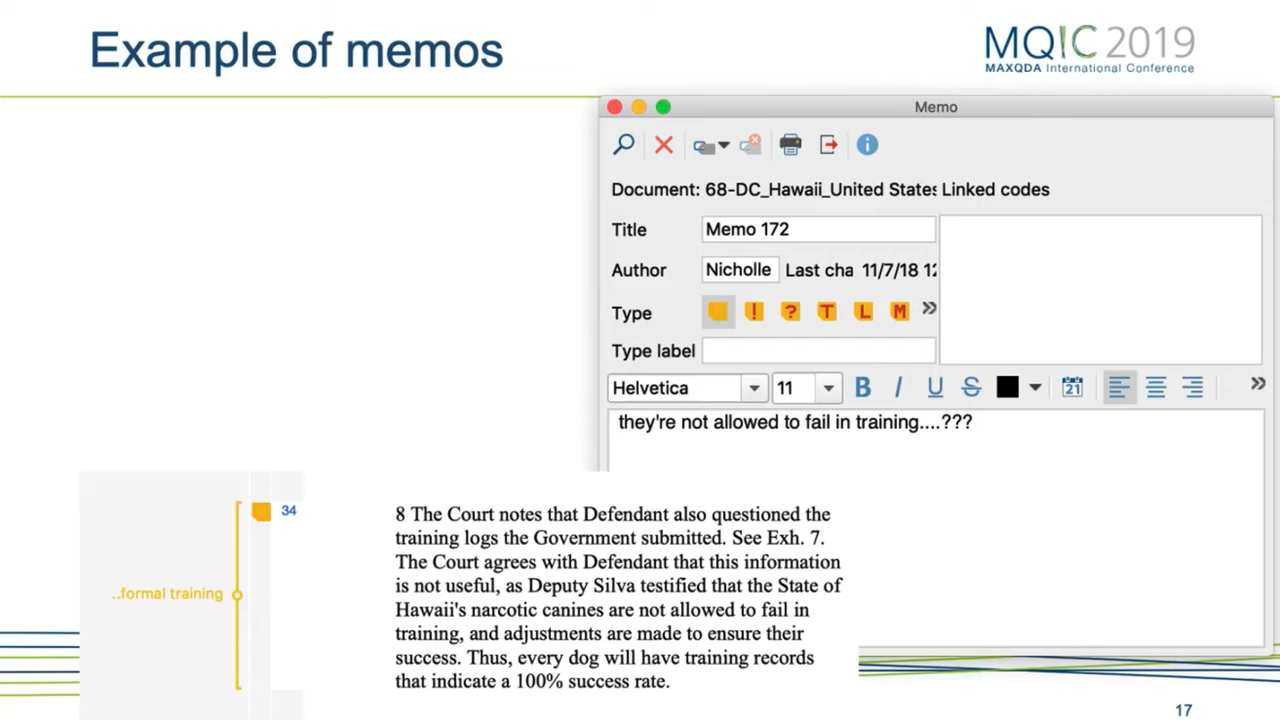 Example of memos
MQIC 2019
MAXQDA International Conference
Memo
Document: 68-DC_Hawaii_United States Linked codes
Title Memo 172
Author Nicholle Last cha 11/7/18 12
Type ! ? T L M »
Type label
Helvetica 11 B I U S 21 »
they're not allowed to fail in training....???
34
..formal training
8 The Court notes that Defendant also questioned the
training logs the Government submitted. See Exh. 7.
The Court agrees with Defendant that this information
is not useful, as Deputy Silva testified that the State of
Hawaii's narcotic canines are not allowed to fail in
training, and adjustments are made to ensure their
success. Thus, every dog will have training records
that indicate a 100% success rate.
17